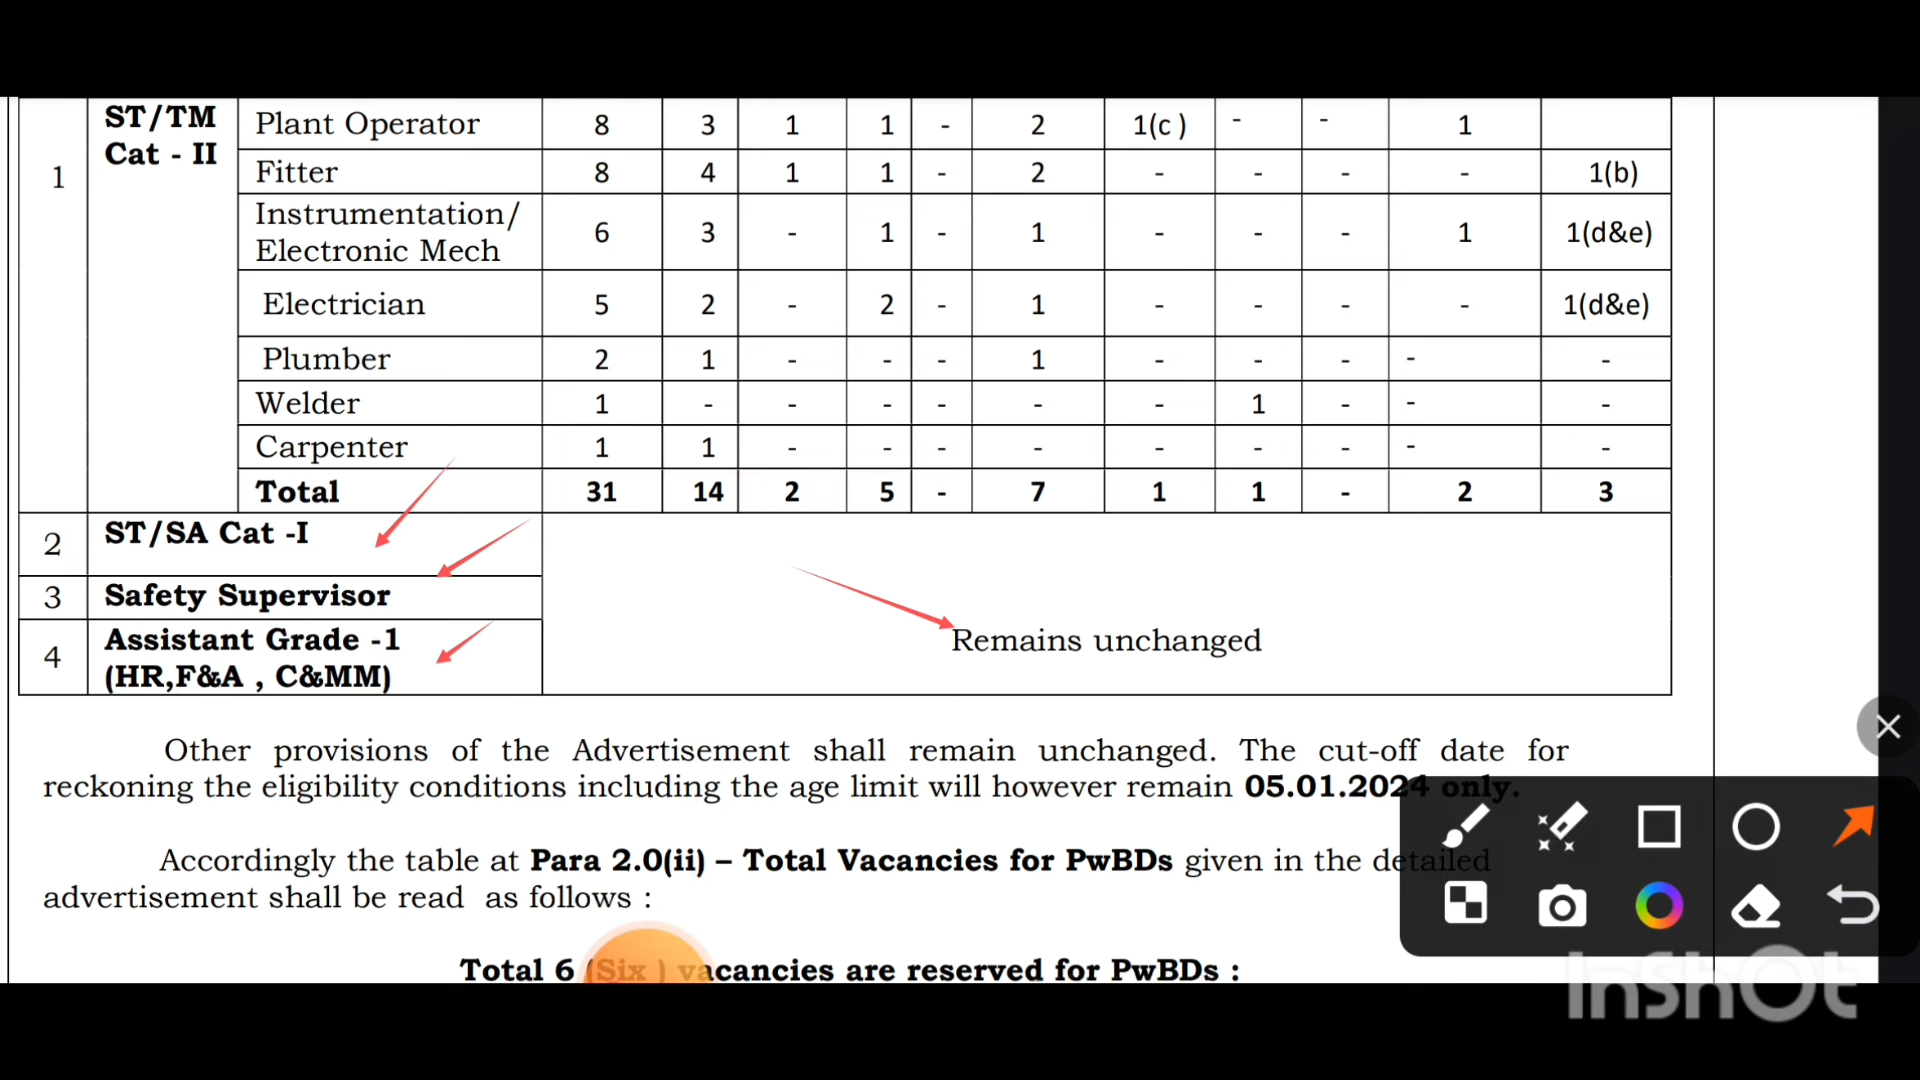 1 ST/TM Cat - II Plant Operator 8 3 1 1 - 2 1(c ) - - 1
Fitter 8 4 1 1 - 2 - - - - 1(b)
Instrumentation/ Electronic Mech 6 3 - 1 - 1 - - - 1 1(d&e)
Electrician 5 2 - 2 - 1 - - - - 1(d&e)
Plumber 2 1 - - - 1 - - - - -
Welder 1 - - - - - - 1 - - -
Carpenter 1 1 - - - - - - - - -
Total 31 14 2 5 - 7 1 1 - 2 3
2 ST/SA Cat -I
3 Safety Supervisor
Remains unchanged
4 Assistant Grade -1
(HR,F&A , C&MM)
Other provisions of the Advertisement shall remain unchanged. The cut-off date for
reckoning the eligibility conditions including the age limit will however remain 05.01.2024 only.
Accordingly the table at Para 2.0(ii) – Total Vacancies for PwBDs given in the detailed
advertisement shall be read as follows :
Total 6 (Six ) vacancies are reserved for PwBDs :
InShOt